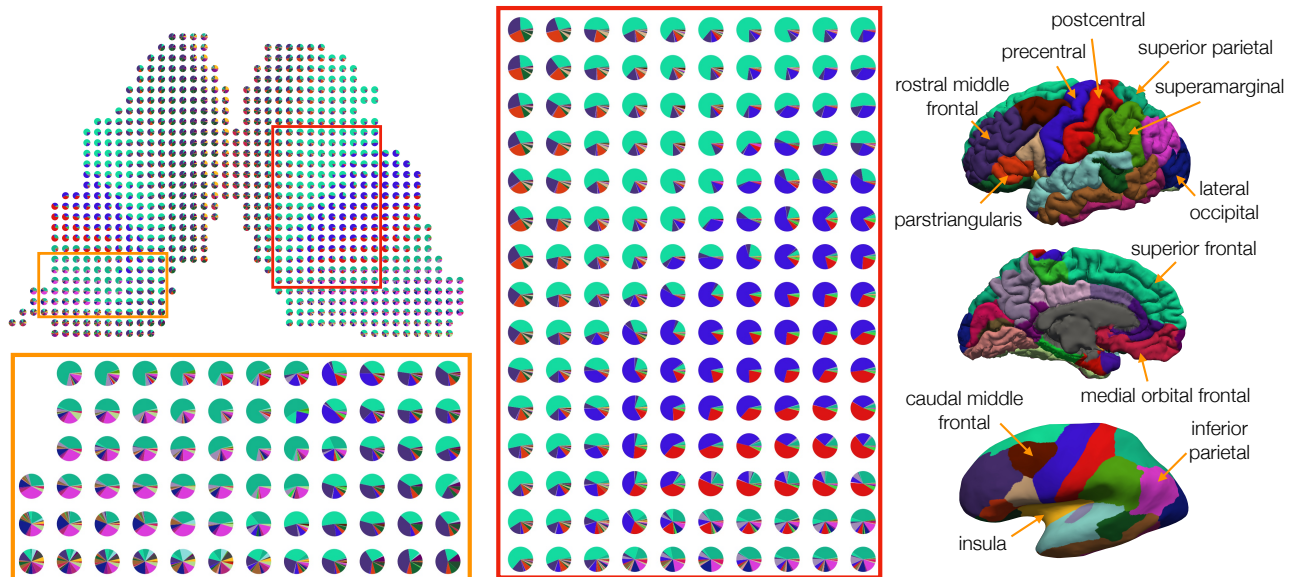 postcentral
precentral
superior parietal
rostral middle
frontal
superamarginal
parstriangularis
lateral
occipital
superior frontal
medial orbital frontal
caudal middle
frontal
inferior
parietal
insula